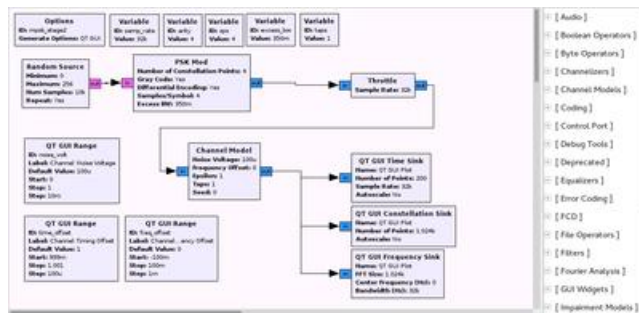 Options
ID: mpsk_stage2
Generate Options: QT GUI
Variable
ID: samp_rate
Value: 32k
Variable
ID: arity
Value: 4
Variable
ID: sps
Value: 4
Variable
ID: excess_bw
Value: 350m
Variable
ID: taps
Value: 1
Random Source
Minimum: 0
Maximum: 256
Num Samples: 10k
Repeat: Yes
PSK Mod
Number of Constellation Points: 4
Gray Code: Yes
Differential Encoding: Yes
Samples/Symbol: 4
Excess BW: 350m
Throttle
Sample Rate: 32k
QT GUI Range
ID: noise_volt
Label: Channel Noise Voltage
Default Value: 100u
Start: 0
Stop: 1
Step: 10m
Channel Model
Noise Voltage: 100u
Frequency Offset: 0
Epsilon: 1
Taps: 1
Seed: 0
QT GUI Time Sink
Name: QT GUI Plot
Number of Points: 200
Sample Rate: 32k
Autoscale: No
QT GUI Range
ID: time_offset
Label: Channel Timing Offset
Default Value: 1
Start: 999m
Stop: 1.001
Step: 100u
QT GUI Range
ID: freq_offset
Label: Channel...ancy Offset
Default Value: 0
Start: -100m
Stop: 100m
Step: 1m
QT GUI Constellation Sink
Name: QT GUI Plot
Number of Points: 1.024k
Autoscale: No
QT GUI Frequency Sink
Name: QT GUI Plot
FFT Size: 1.024k
Center Frequency (Hz): 0
Bandwidth (Hz): 32k
[ Audio ]
[ Boolean Operators ]
[ Byte Operators ]
[ Channelizers ]
[ Channel Models ]
[ Coding ]
[ Control Port ]
[ Debug Tools ]
[ Deprecated ]
[ Equalizers ]
[ Error Coding ]
[ FCD ]
[ File Operators ]
[ Filters ]
[ Fourier Analysis ]
[ GUI Widgets ]
[ Impairment Models ]